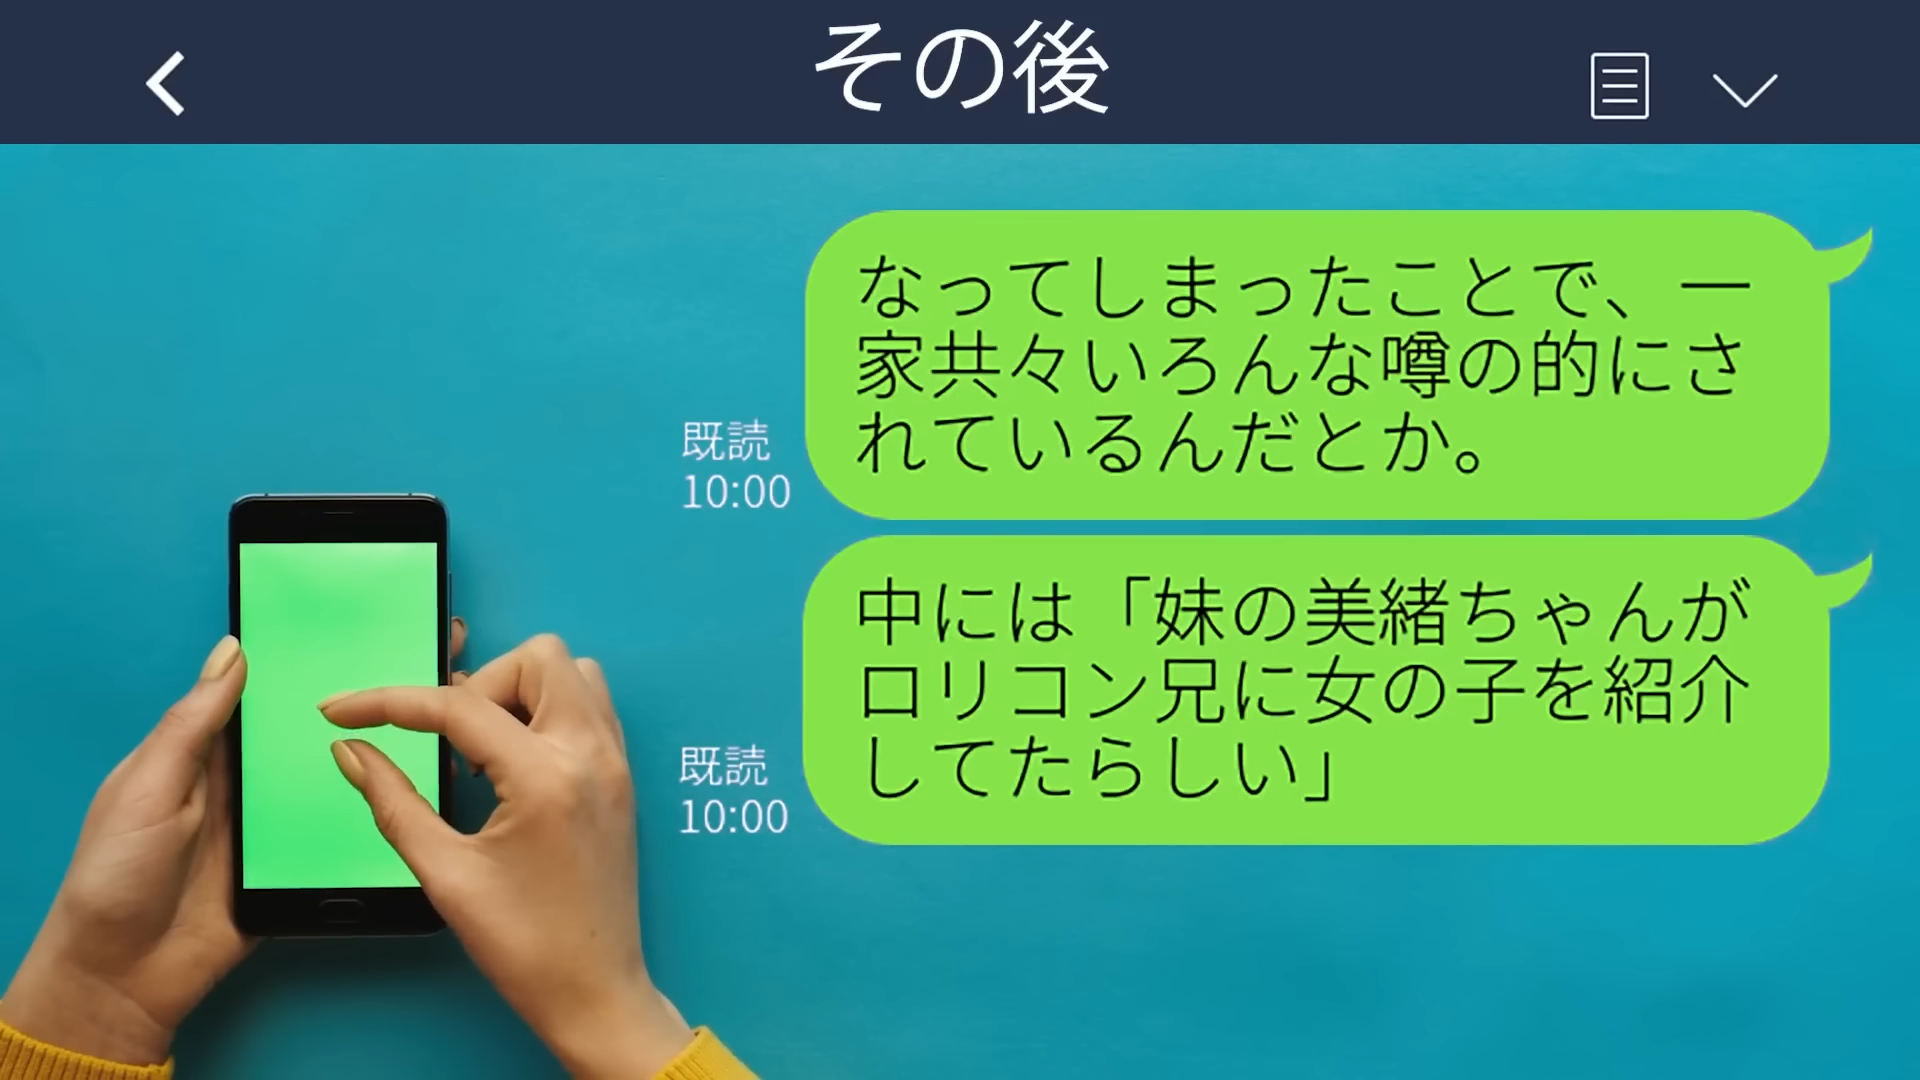 その後
なってしまったことで、一
家共々いろんな噂の的にさ
れているんだとか。
既読
10:00
中には「妹の美緒ちゃんが
ロリコン兄に女の子を紹介
してたらしい」
既読
10:00